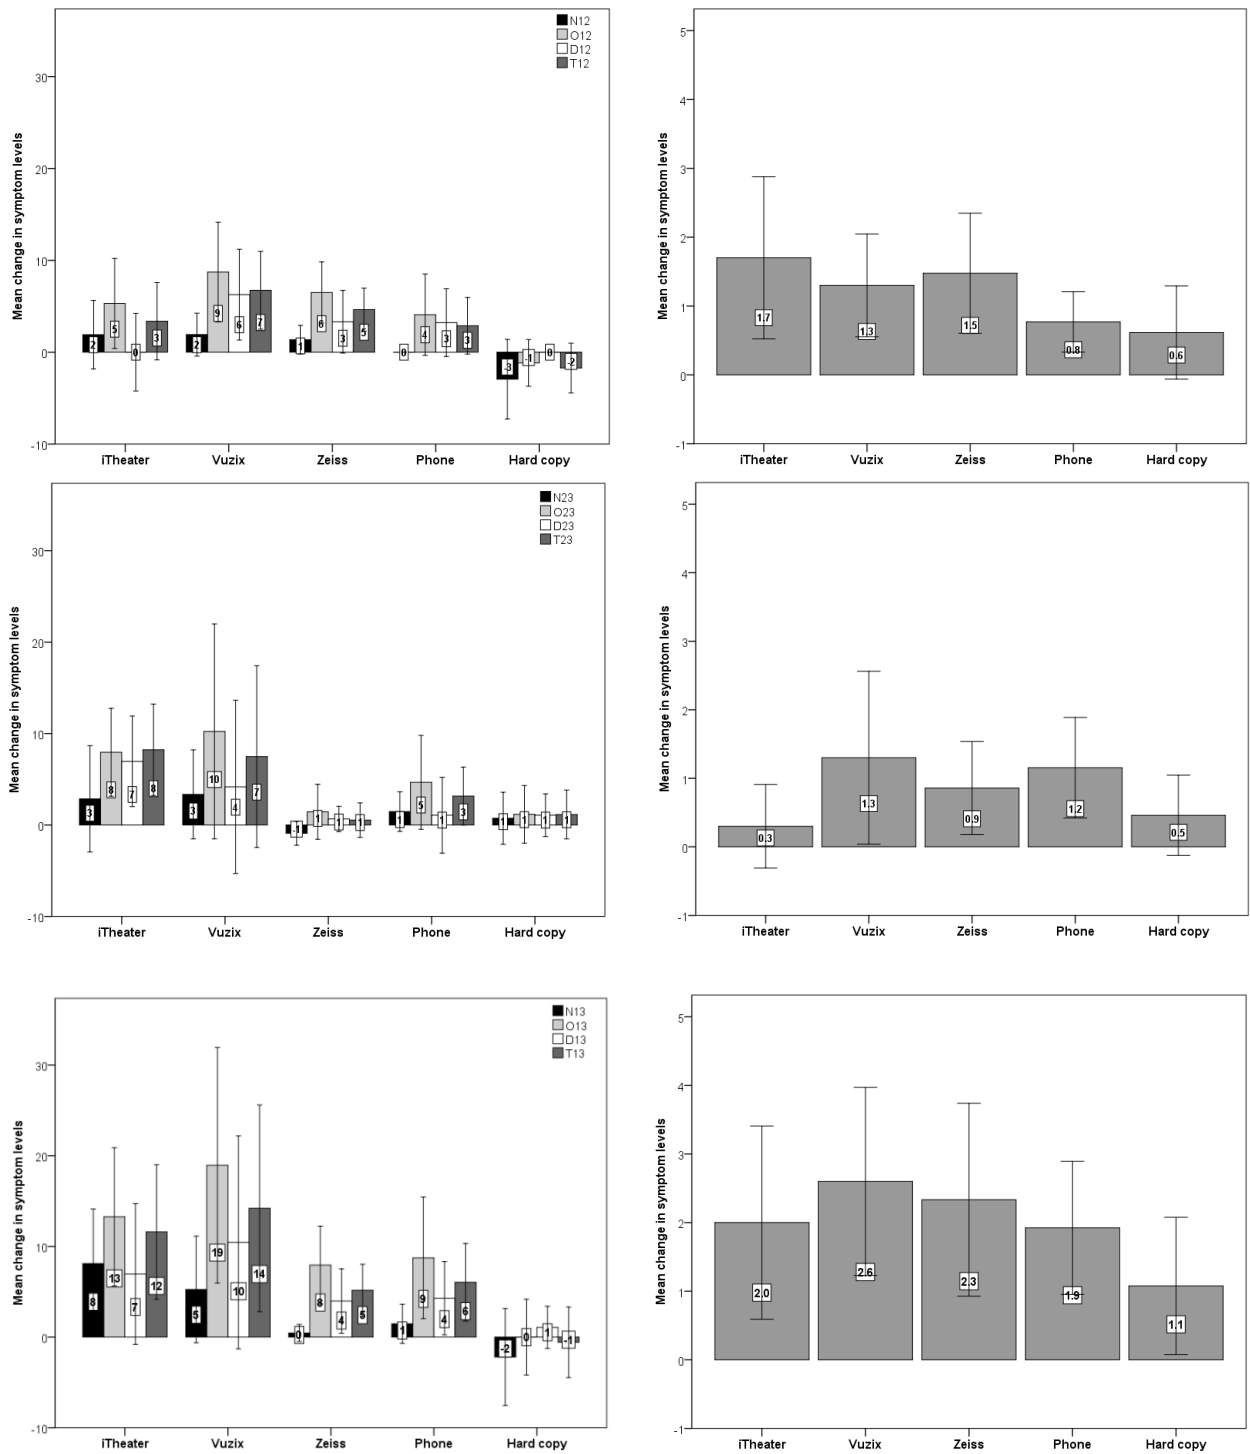 N12
O12
D12
T12
30
20
10
0
-10
Mean change in symptom levels
2 5 0 3 2 9 6 7 1 6 3 5 0 4 3 3 -3 -1 0 -2
iTheater Vuzix Zeiss Phone Hard copy
5
4
3
2
1
0
-1
Mean change in symptom levels
1.7 1.3 1.5 0.8 0.6
iTheater Vuzix Zeiss Phone Hard copy
N23
O23
D23
T23
30
20
10
0
-10
Mean change in symptom levels
3 8 7 8 3 10 4 7 -1 1 1 1 1 5 1 3 1 1 1 1
iTheater Vuzix Zeiss Phone Hard copy
5
4
3
2
1
0
-1
Mean change in symptom levels
0.3 1.3 0.9 1.2 0.5
iTheater Vuzix Zeiss Phone Hard copy
N13
O13
D13
T13
30
20
10
0
-10
Mean change in symptom levels
8 13 7 12 5 19 10 14 0 8 4 5 1 9 4 6 -2 0 1 -1
iTheater Vuzix Zeiss Phone Hard copy
5
4
3
2
1
0
-1
Mean change in symptom levels
2.0 2.6 2.3 1.9 1.1
iTheater Vuzix Zeiss Phone Hard copy